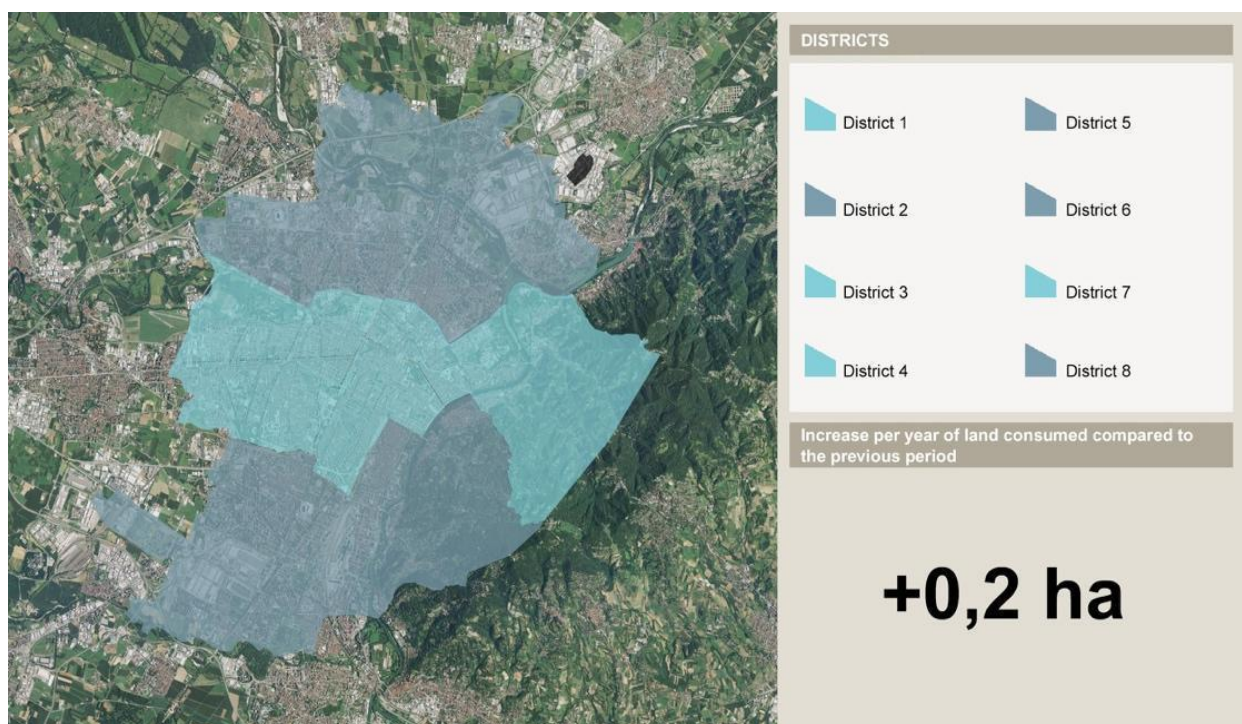 DISTRICTS
District 1
District 5
District 2
District 6
District 3
District 7
District 4
District 8
Increase per year of land consumed compared to
the previous period
+0,2 ha